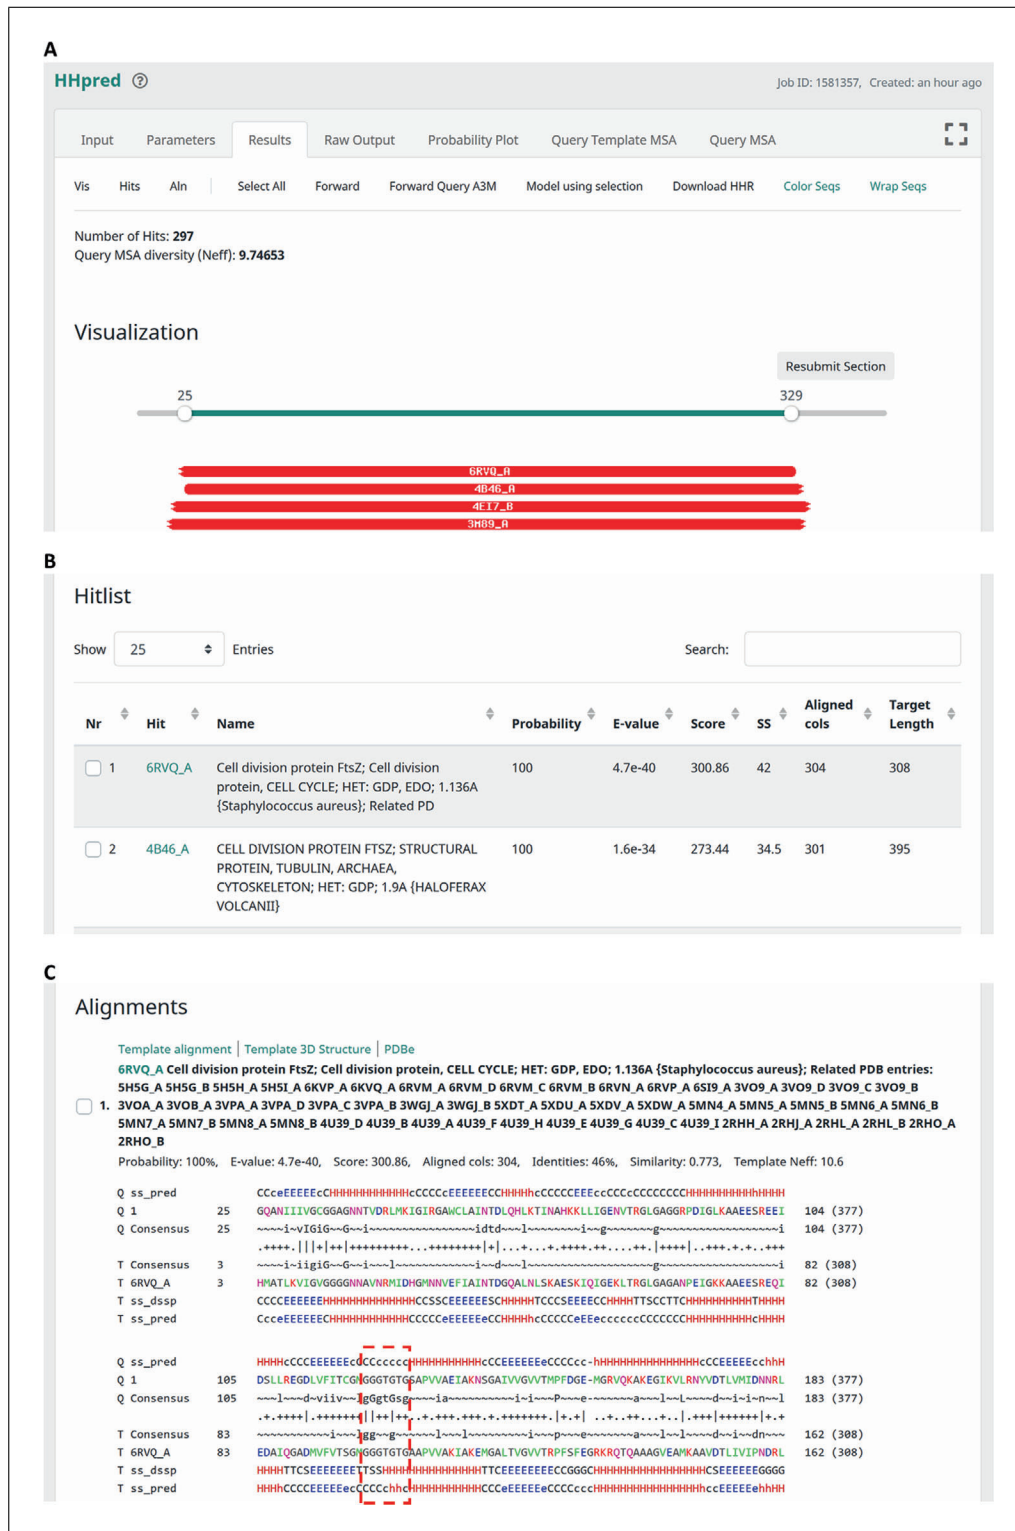 A
HHpred
Job ID: 1581357, Created: an hour ago
Input Parameters Results Raw Output Probability Plot Query Template MSA Query MSA
Vis Hits Aln Select All Forward Forward Query A3M Model using selection Download HHR Color Seqs Wrap Seqs
Number of Hits: 297
Query MSA diversity (Neff): 9.74653
Visualization
Resubmit Section
25 329
6RVQ_A
4B46_A
4EI7_B
3M89_A
B
Hitlist
Show 25 Entries Search:
Nr Hit Name Probability E-value Score SS Aligned cols Target Length
1 6RVQ_A Cell division protein FtsZ; Cell division 100 4.7e-40 300.86 42 304 308
protein, CELL CYCLE; HET: GDP, EDO; 1.136A
{Staphylococcus aureus}; Related PD
2 4B46_A CELL DIVISION PROTEIN FTSZ; STRUCTURAL 100 1.6e-34 273.44 34.5 301 395
PROTEIN, TUBULIN, ARCHAEA,
CYTOSKELETON; HET: GDP; 1.9A {HALOFERAX
VOLCANII}
C
Alignments
Template alignment | Template 3D Structure | PDBe
6RVQ_A Cell division protein FtsZ; Cell division protein, CELL CYCLE; HET: GDP, EDO; 1.136A {Staphylococcus aureus}; Related PDB entries:
5H5G_A 5H5G_B 5H5H_A 5H5I_A 6KVP_A 6KVQ_A 6RVM_A 6RVM_D 6RVM_C 6RVM_B 6RVN_A 6RVP_A 6SI9_A 3VO9_A 3VO9_D 3VO9_C 3VO9_B
1. 3VOA_A 3VOB_A 3VPA_A 3VPA_D 3VPA_C 3VPA_B 3WGJ_A 3WGJ_B 5XDT_A 5XDU_A 5XDV_A 5XDW_A 5MN4_A 5MN5_A 5MN5_B 5MN6_A 5MN6_B
5MN7_A 5MN7_B 5MN8_A 5MN8_B 4U39_D 4U39_B 4U39_A 4U39_F 4U39_H 4U39_E 4U39_G 4U39_C 4U39_I 2RHH_A 2RHJ_A 2RHL_A 2RHL_B 2RHO_A
2RHO_B
Probability: 100%, E-value: 4.7e-40, Score: 300.86, Aligned cols: 304, Identities: 46%, Similarity: 0.773, Template Neff: 10.6
Q ss_pred
Q 1 25 GQANIIIVGCGGAGNNTVDRLMKIGIRGAWCLAINTDLQHLKTINAHKKLLIGENVTRGLGAGGRPDIGLKAAEESREEI 104 (377)
Q Consensus 25 104 (377)
T Consensus 3 82 (308)
T 6RVQ_A 3 HMATLKVIGVGGGGNNAVNRMIDHGMNNVEFIAINTDGQALNLSKAESKIQIGEKLTRGLGAGANPEIGKKAAEESREQI 82 (308)
T ss_dssp
T ss_pred
Q ss_pred
Q 1 105 DSLLREGDLVFITCGMGGGTGTGSAPVVAEIAKNSGAIVVGVVTMPFDGE-MGRVQKAKEGIKVLRNYVDTLVMIDNNRL 183 (377)
Q Consensus 105 183 (377)
T Consensus 83 162 (308)
T 6RVQ_A 83 EDAIQGADMVFVTSGMGGGTGTGAAPVVAKIAKEMGALTVGVVTRPFSFEGRKRQTQAAAGVEAMKAAVDTLIVIPNDRL 162 (308)
T ss_dssp
T ss_pred